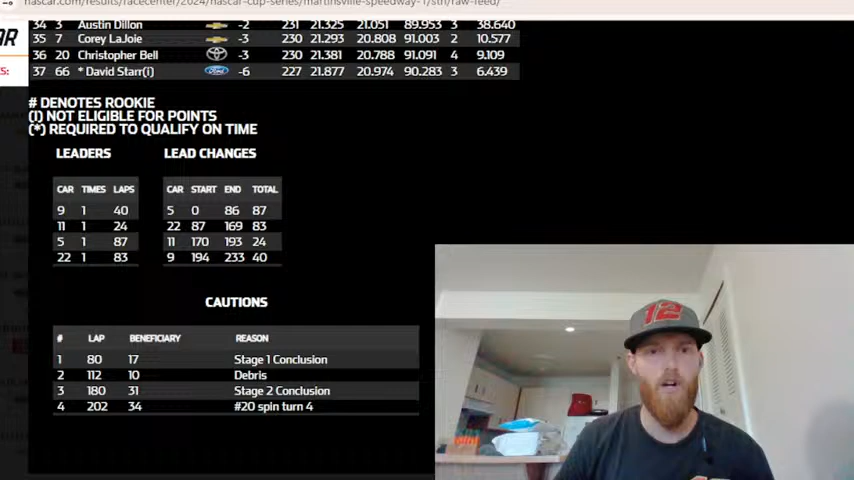 nascar.com/results/racecenter/2024/nascar-cup-series/martinsville-speedway-1/stn/raw-feed/
34 3 Austin Dillon -2 231 21.325 21.051 89.953 3 38.640
35 7 Corey LaJoie -3 230 21.293 20.808 91.003 2 10.577
36 20 Christopher Bell -3 230 21.381 20.788 91.091 4 9.109
37 66 * David Starr(i) Ford -6 227 21.877 20.974 90.283 3 6.439
# DENOTES ROOKIE
(i) NOT ELIGIBLE FOR POINTS
(*) REQUIRED TO QUALIFY ON TIME
LEADERS LEAD CHANGES
CAR TIMES LAPS CAR START END TOTAL
9 1 40 5 0 86 87
11 1 24 22 87 169 83
5 1 87 11 170 193 24
22 1 83 9 194 233 40
CAUTIONS
# LAP BENEFICIARY REASON
1 80 17 Stage 1 Conclusion
2 112 10 Debris
3 180 31 Stage 2 Conclusion
4 202 34 #20 spin turn 4
12